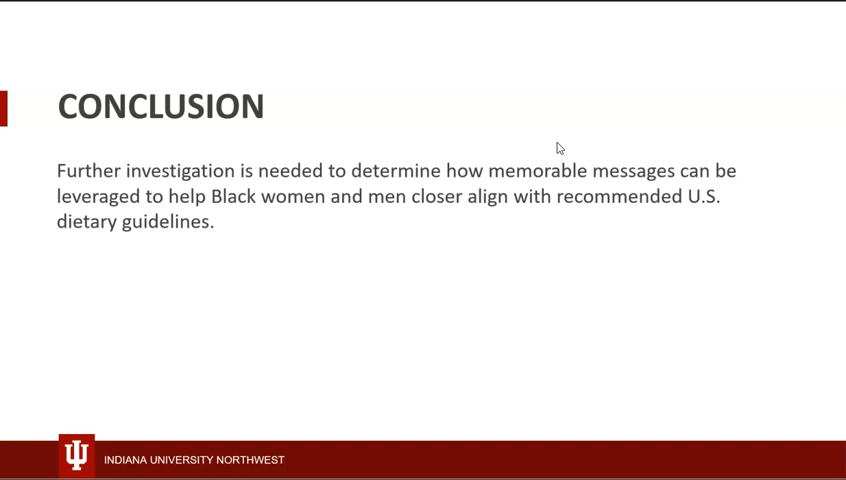 CONCLUSION
Further investigation is needed to determine how memorable messages can be
leveraged to help Black women and men closer align with recommended U.S.
dietary guidelines.
INDIANA UNIVERSITY NORTHWEST